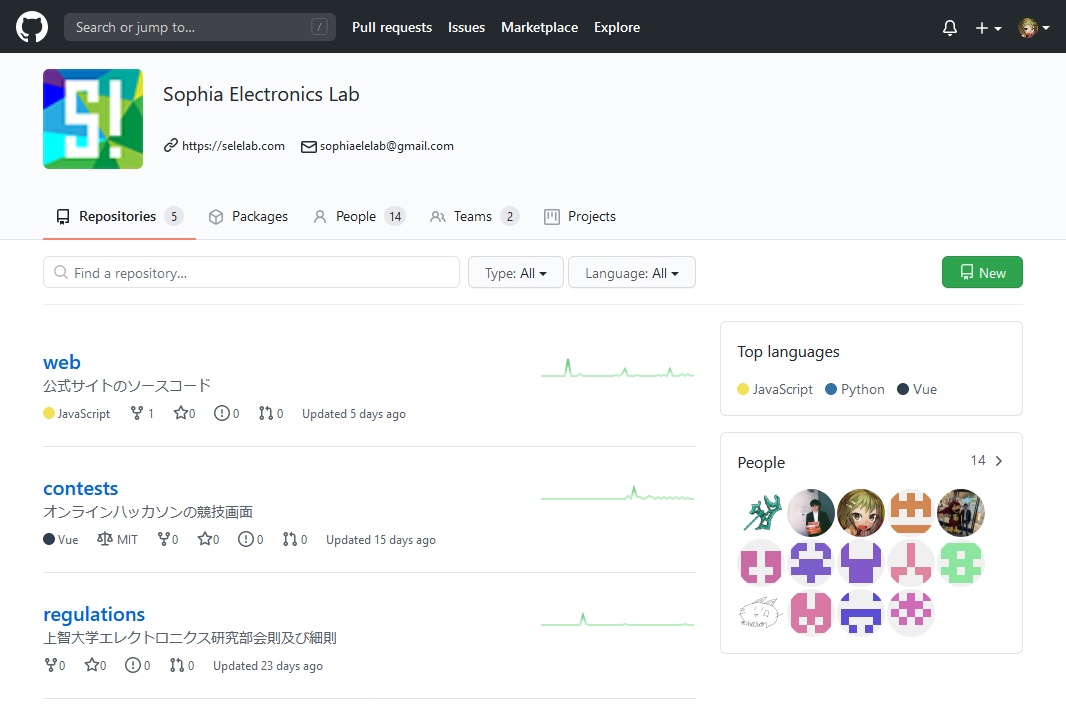 Search or jump to... /
Pull requests Issues Marketplace Explore
S!
Sophia Electronics Lab
https://selelab.com sophiaelelab@gmail.com
Repositories 5 Packages People 14 Teams 2 Projects
Find a repository... Type: All Language: All New
web
公式サイトのソースコード
JavaScript 1 0 0 0 Updated 5 days ago
contests
オンラインハッカソンの競技画面
Vue MIT 0 0 0 0 Updated 15 days ago
regulations
上智大学エレクトロニクス研究部会則及び細則
0 0 0 0 Updated 23 days ago
Top languages
JavaScript Python Vue
People 14